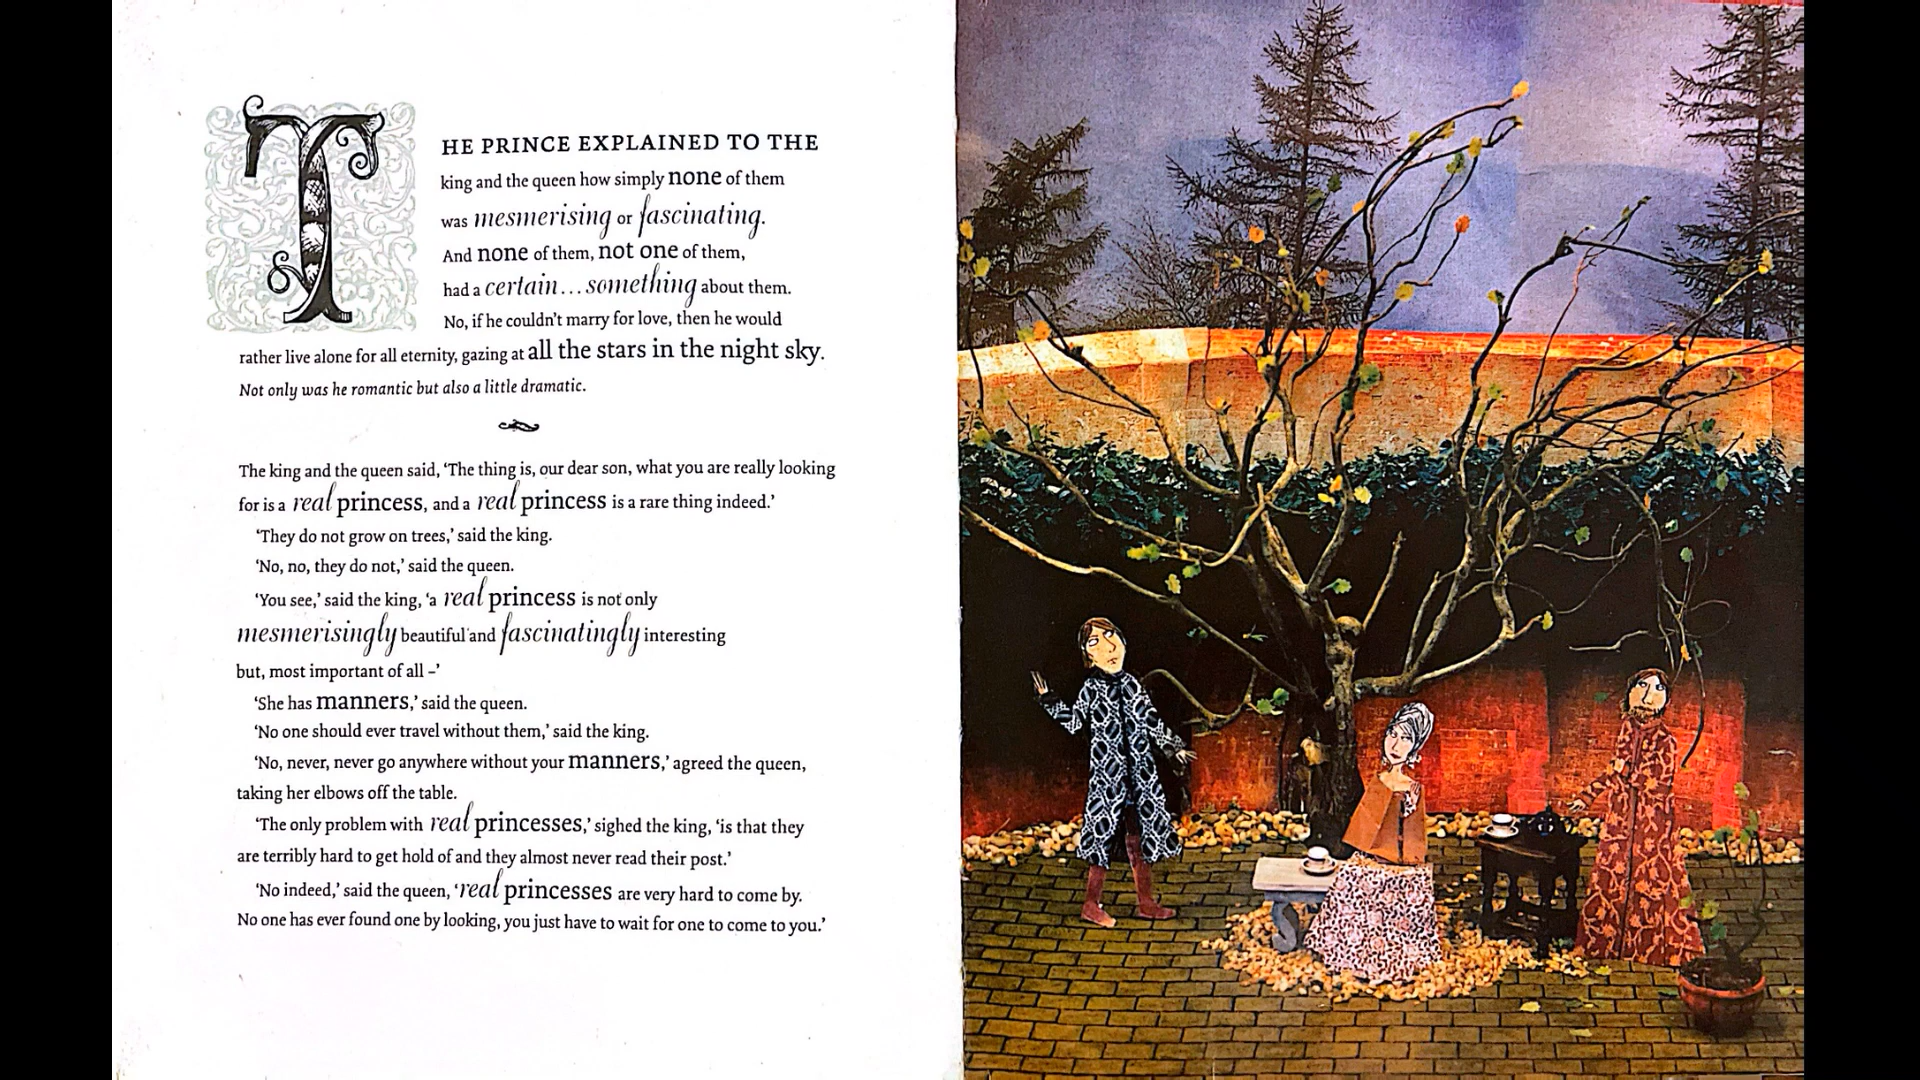 THE PRINCE EXPLAINED TO THE
king and the queen how simply none of them
was mesmerising or fascinating.
And none of them, not one of them,
had a certain... something about them.
No, if he couldn't marry for love, then he would
rather live alone for all eternity, gazing at all the stars in the night sky.
Not only was he romantic but also a little dramatic.
The king and the queen said, ‘The thing is, our dear son, what you are really looking
for is a real princess, and a real princess is a rare thing indeed.’
‘They do not grow on trees,’ said the king.
‘No, no, they do not,’ said the queen.
‘You see,’ said the king, ‘a real princess is not only
mesmerisingly beautiful and fascinatingly interesting
but, most important of all –’
‘She has manners,’ said the queen.
‘No one should ever travel without them,’ said the king.
‘No, never, never go anywhere without your manners,’ agreed the queen,
taking her elbows off the table.
‘The only problem with real princesses,’ sighed the king, ‘is that they
are terribly hard to get hold of and they almost never read their post.’
‘No indeed,’ said the queen, ‘real princesses are very hard to come by.
No one has ever found one by looking, you just have to wait for one to come to you.’